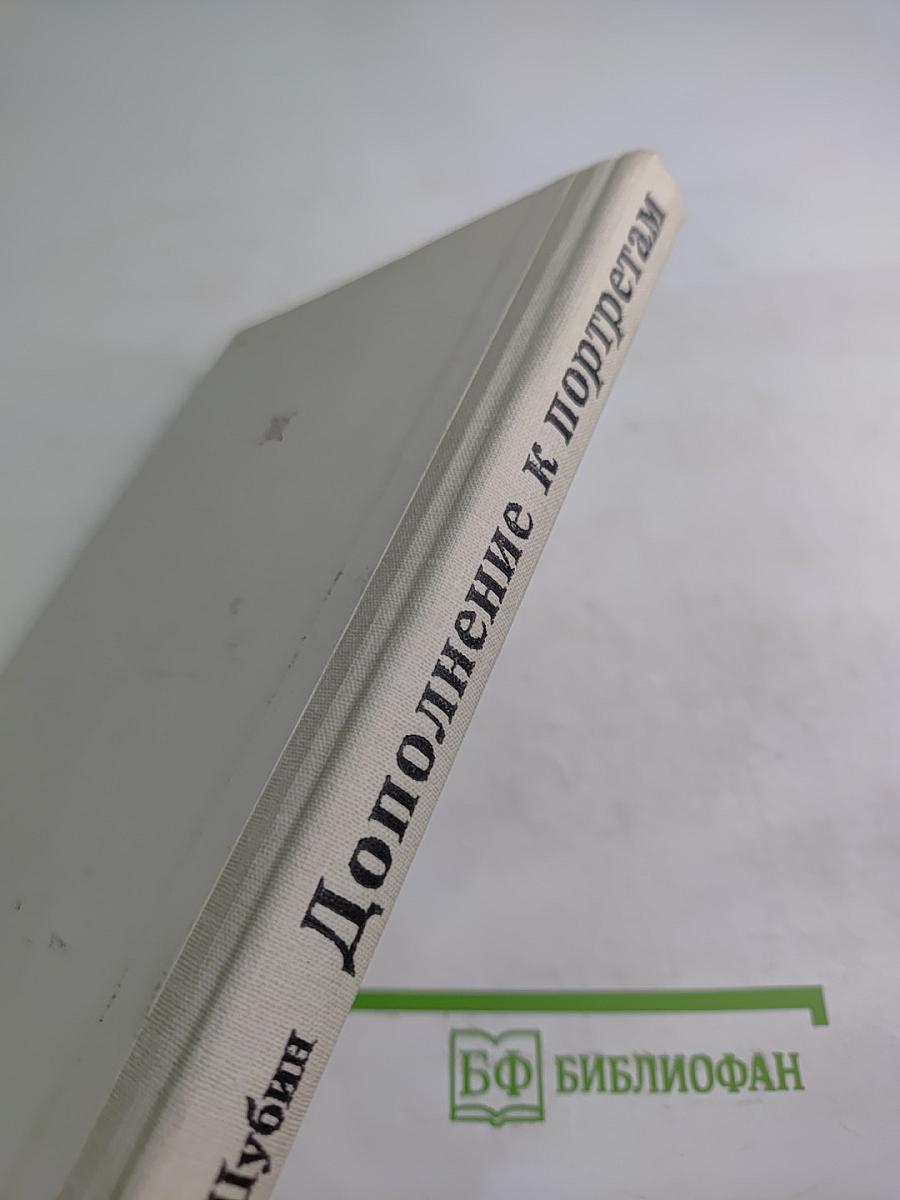 Шубин
Дополнение к портретам
БФ БИБЛИОФАН